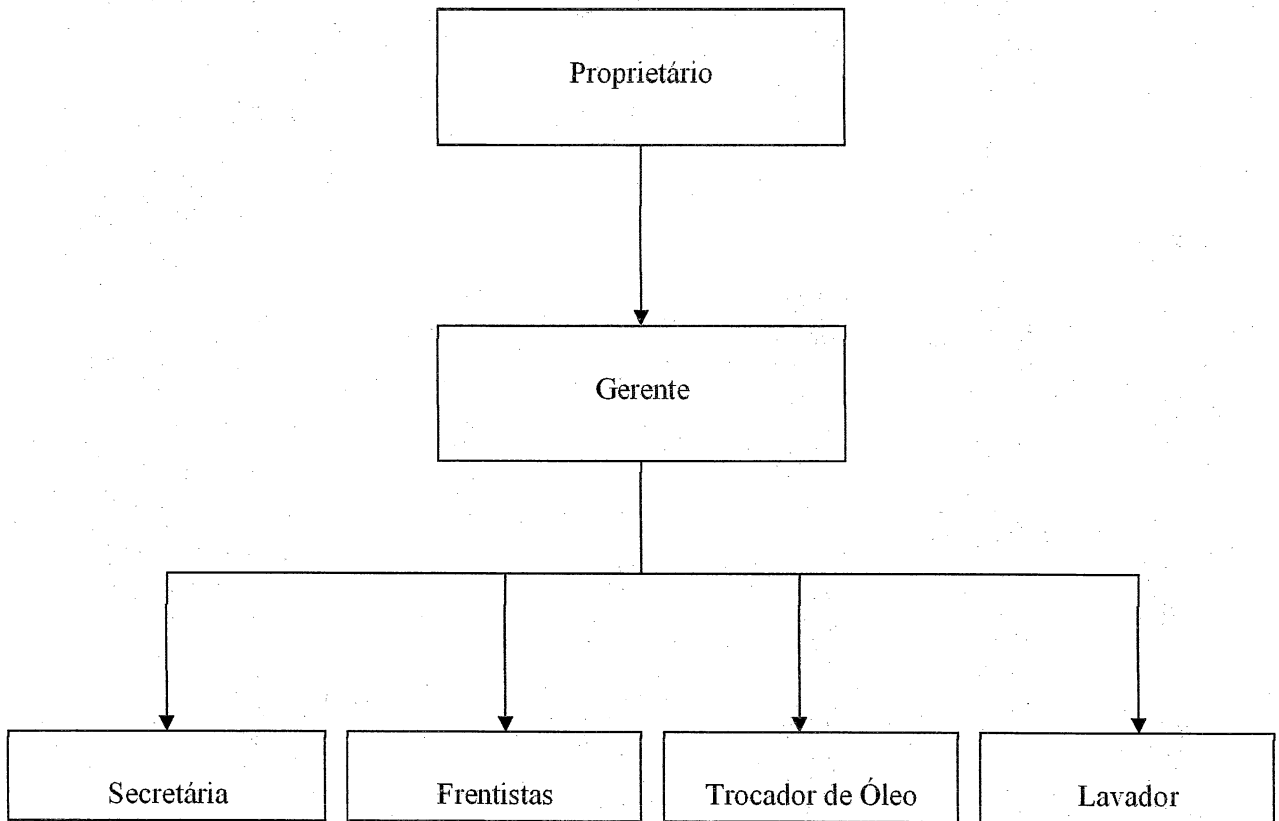 Proprietário
Gerente
Secretária
Frentistas
Trocador de Óleo
Lavador